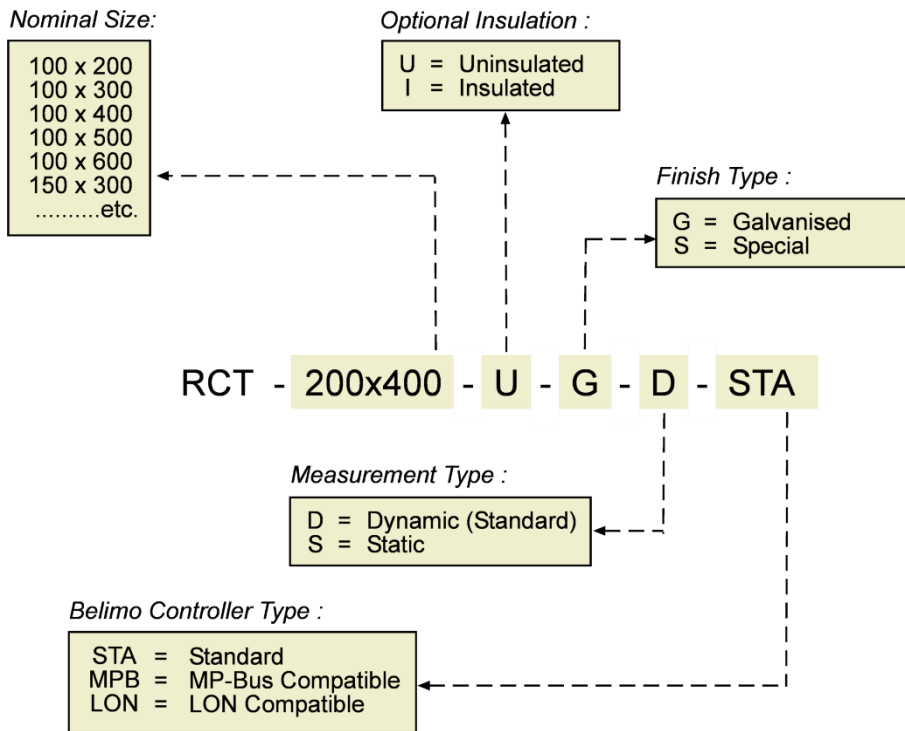 Nominal Size:
100 x 200
100 x 300
100 x 400
100 x 500
100 x 600
150 x 300
..........etc.
Optional Insulation :
U = Uninsulated
I = Insulated
Finish Type :
G = Galvanised
S = Special
RCT - 200x400 - U - G - D - STA
Measurement Type :
D = Dynamic (Standard)
S = Static
Belimo Controller Type :
STA = Standard
MPB = MP-Bus Compatible
LON = LON Compatible